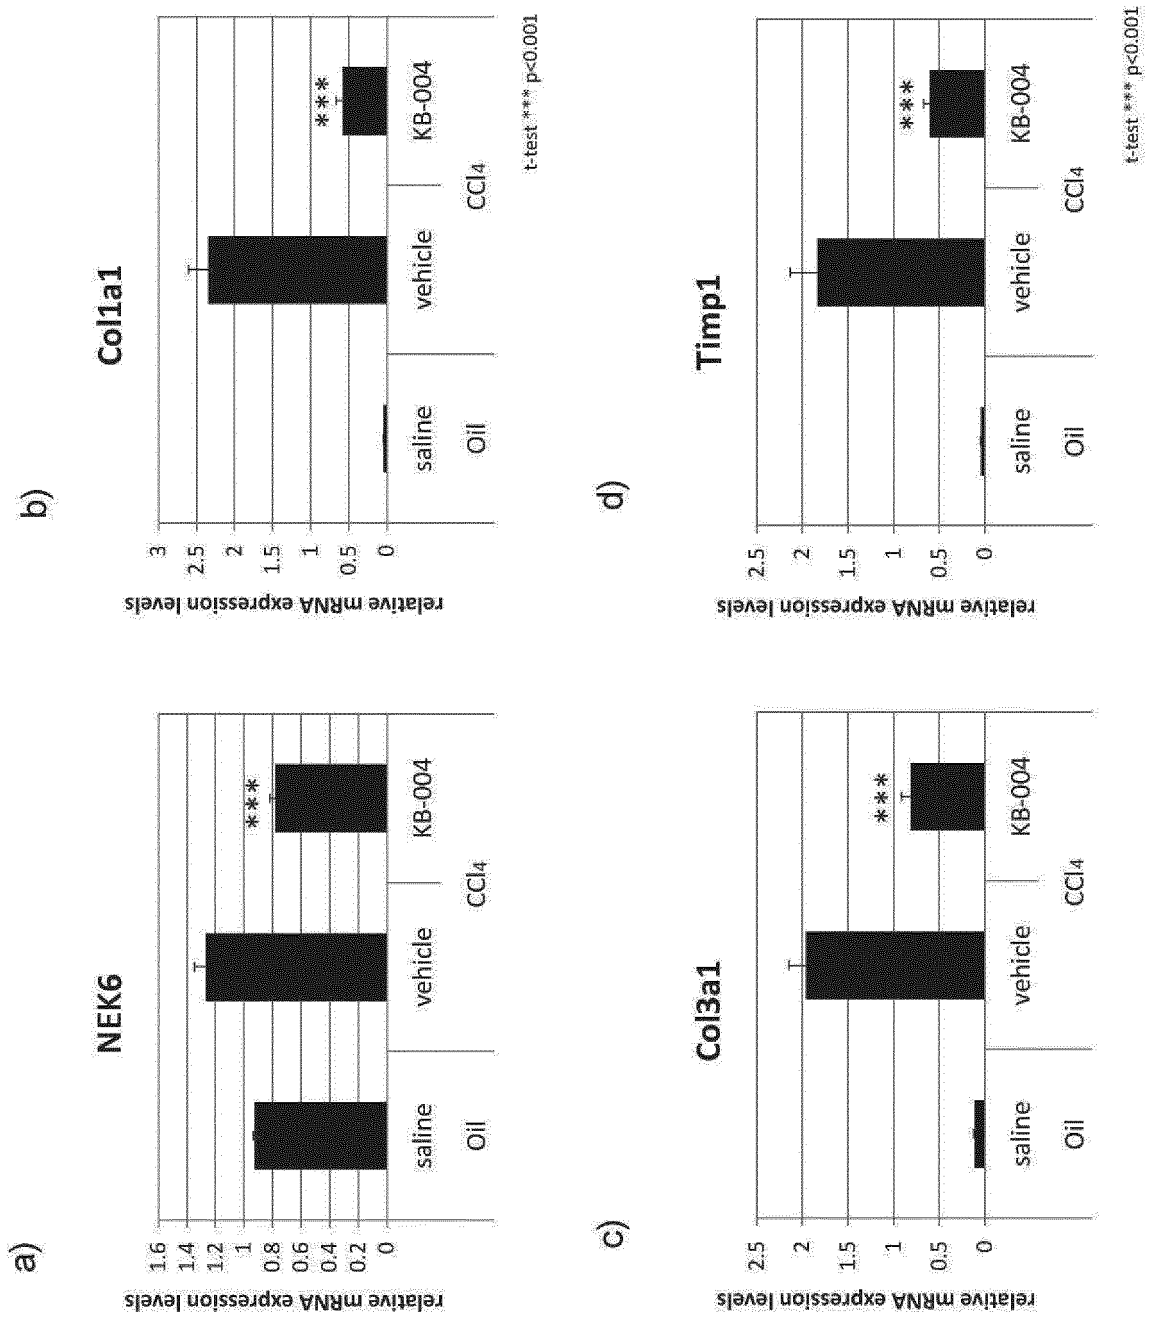 a)
NEK6
relative mRNA expression levels
1.6
1.4
1.2
1
0.8
0.6
0.4
0.2
0
***
saline
vehicle
KB-004
Oil
CCl4
b)
Col1a1
relative mRNA expression levels
3
2.5
2
1.5
1
0.5
0
***
saline
vehicle
KB-004
Oil
CCl4
t-test *** p<0.001
c)
Col3a1
relative mRNA expression levels
2.5
2
1.5
1
0.5
0
***
saline
vehicle
KB-004
Oil
CCl4
d)
Timp1
relative mRNA expression levels
2.5
2
1.5
1
0.5
0
***
saline
vehicle
KB-004
Oil
CCl4
t-test *** p<0.001